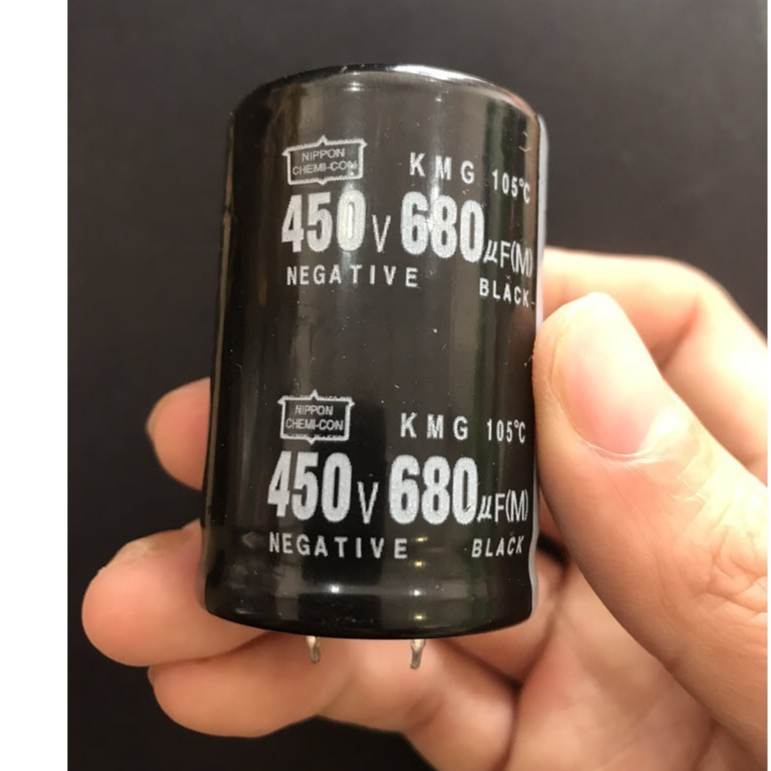 NIPPON
CHEMI-CON
KMG 105℃
450V 680μF(M)
NEGATIVE BLACK
NIPPON
CHEMI-CON
KMG 105℃
450V 680μF(M)
NEGATIVE BLACK